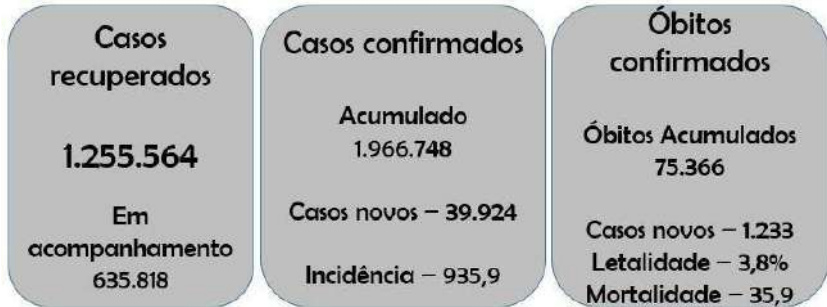 Casos
recuperados
1.255.564
Em
acompanhamento
635.818
Casos confirmados
Acumulado
1.966.748
Casos novos – 39.924
Incidência – 935,9
Óbitos
confirmados
Óbitos Acumulados
75.366
Casos novos – 1.233
Letalidade – 3,8%
Mortalidade – 35,9